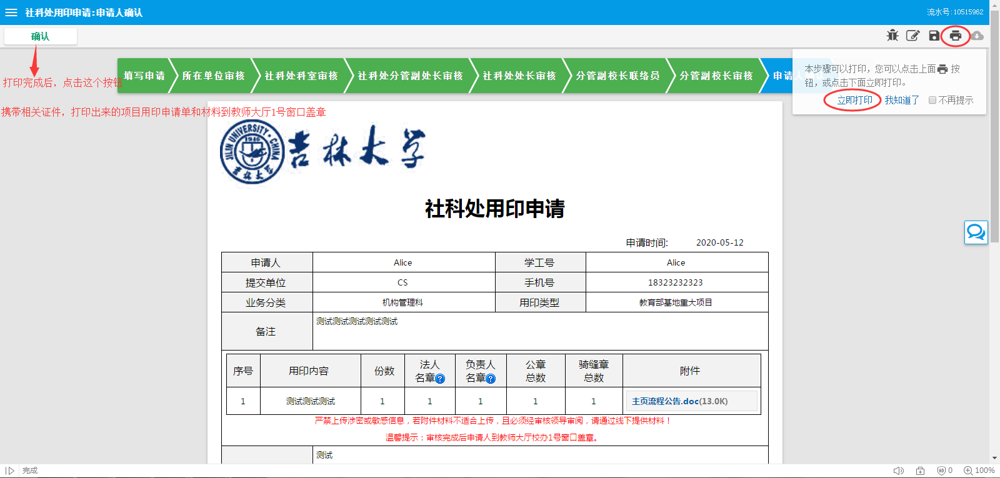 社科处用印申请:申请人确认
流水号:10515962
确认
打印完成后，点击这个按钮
填写申请
所在单位审核
社科处科室审核
社科处分管副处长审核
社科处处长审核
分管副校长联络员
分管副校长审核
申请人
本步骤可以打印，您可以点击上面 按
钮，或点击下面立即打印。
立即打印 我知道了 不再提示
携带相关证件，打印出来的项目用印申请单和材料到教师大厅1号窗口盖章
JILIN UNIVERSITY·CHINA
1946
吉林大学
吉林大学
社科处用印申请
申请时间: 2020-05-12
申请人 Alice 学工号 Alice
提交单位 CS 手机号 18323232323
业务分类 机构管理科 用印类型 教育部基地重大项目
备注 测试测试测试测试测试
序号 用印内容 份数 法人名章 负责人名章 公章总数 骑缝章总数 附件
1 测试测试测试 1 1 1 1 1 主页流程公告.doc(13.0K)
严禁上传涉密或敏感信息，若附件材料不适合上传，且必须经审核领导审阅，请通过线下提供材料！
温馨提示：审核完成后申请人到教师大厅校办1号窗口盖章。
测试
完成
0
100%